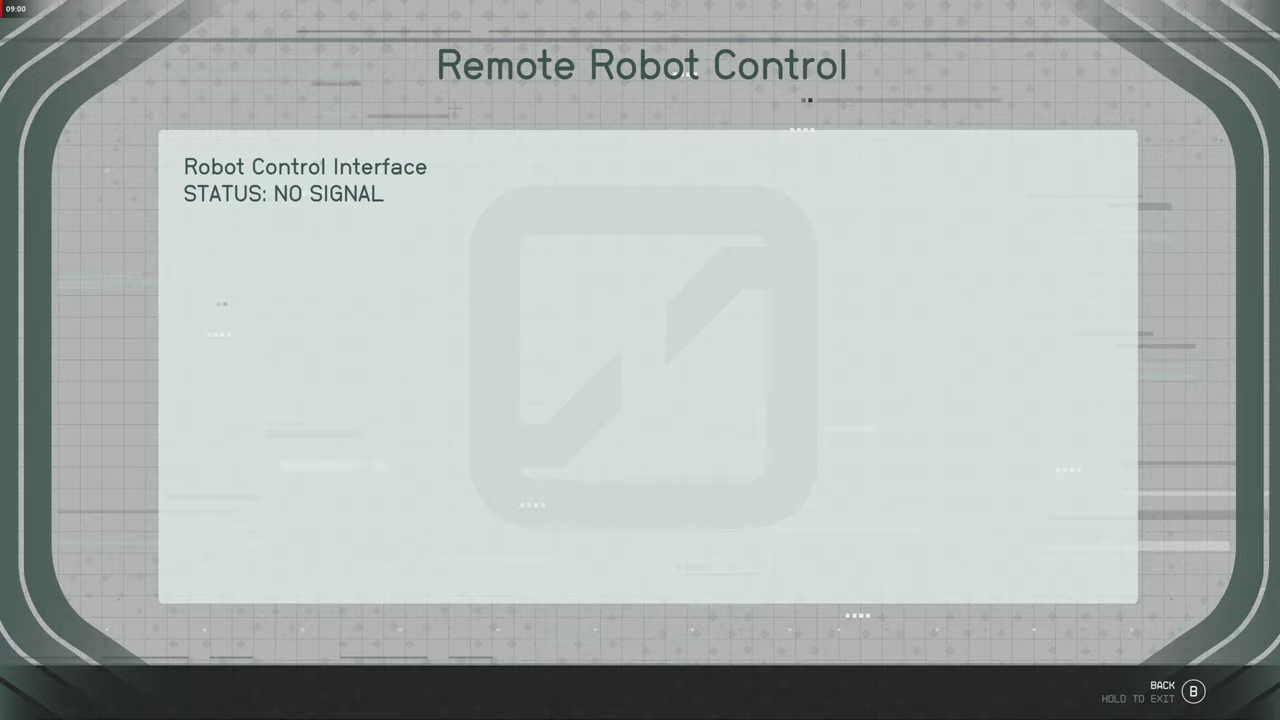 09:00
Remote Robot Control
Robot Control Interface
STATUS: NO SIGNAL
BACK
HOLD TO EXIT
B